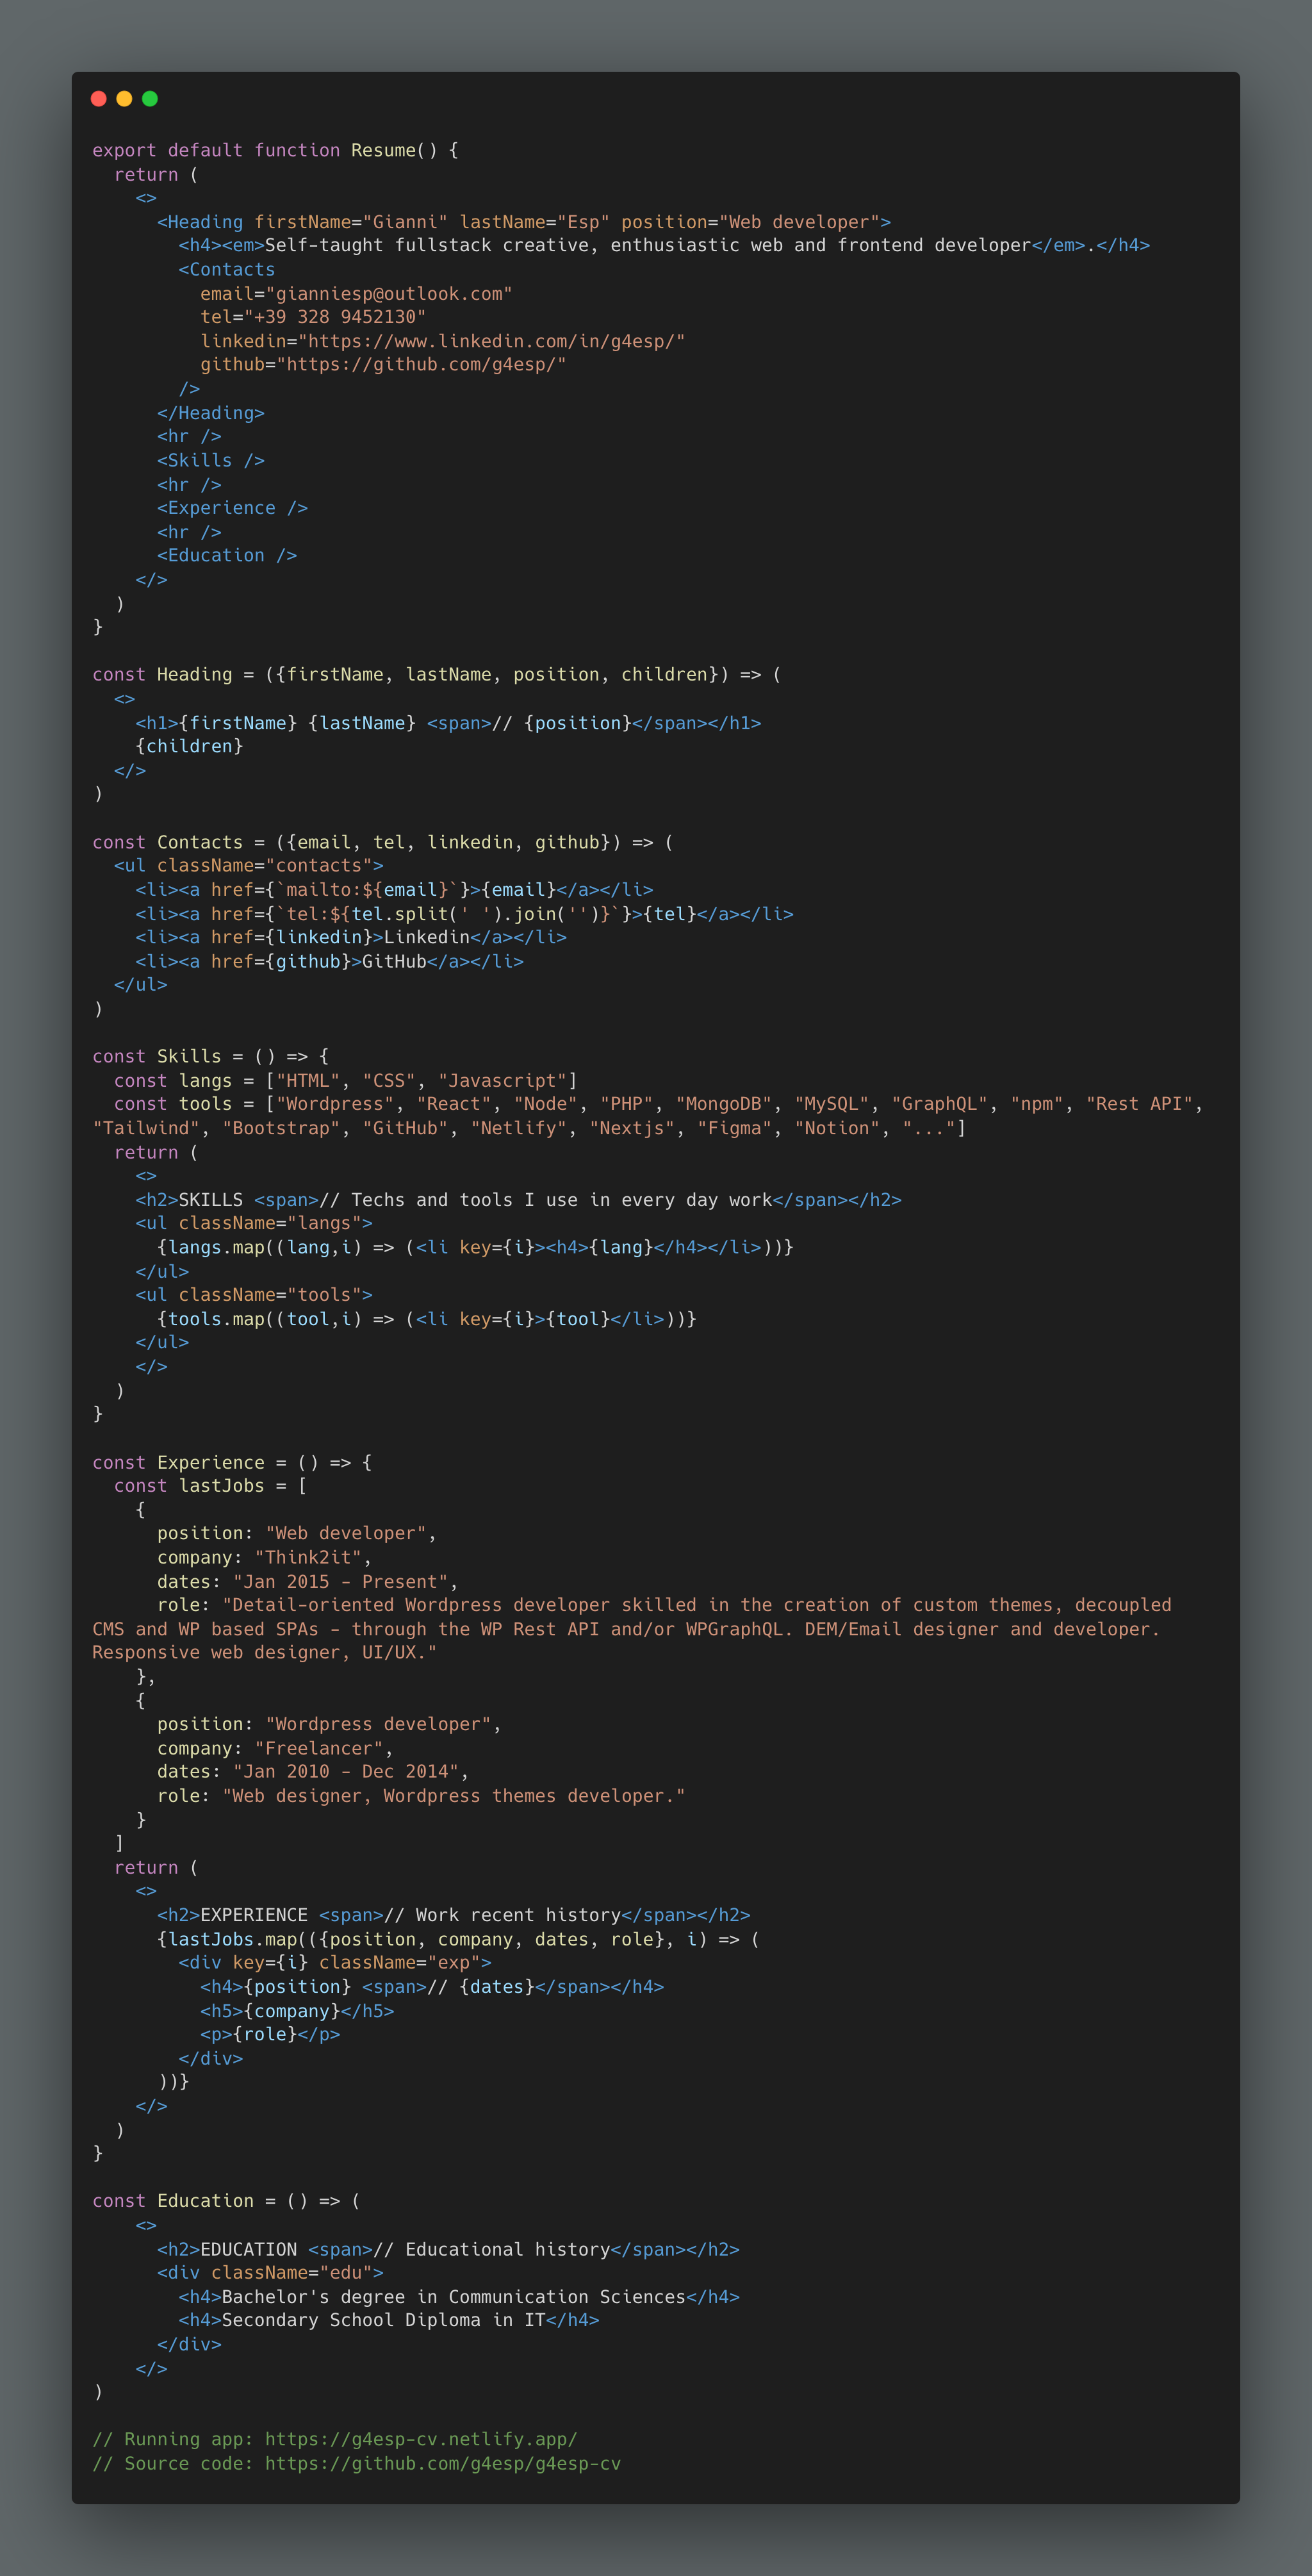 export default function Resume() {
  return (
    <>
      <Heading firstName="Gianni" lastName="Esp" position="Web developer">
        <h4><em>Self-taught fullstack creative, enthusiastic web and frontend developer</em>.</h4>
        <Contacts
          email="gianniesp@outlook.com"
          tel="+39 328 9452130"
          linkedin="https://www.linkedin.com/in/g4esp/"
          github="https://github.com/g4esp/"
        />
      </Heading>
      <hr />
      <Skills />
      <hr />
      <Experience />
      <hr />
      <Education />
    </>
  )
}

const Heading = ({firstName, lastName, position, children}) => (
  <>
    <h1>{firstName} {lastName} <span>// {position}</span></h1>
    {children}
  </>
)

const Contacts = ({email, tel, linkedin, github}) => (
  <ul className="contacts">
    <li><a href={`mailto:${email}`}>{email}</a></li>
    <li><a href={`tel:${tel.split(' ').join('')}`}>{tel}</a></li>
    <li><a href={linkedin}>Linkedin</a></li>
    <li><a href={github}>GitHub</a></li>
  </ul>
)

const Skills = () => {
  const langs = ["HTML", "CSS", "Javascript"]
  const tools = ["Wordpress", "React", "Node", "PHP", "MongoDB", "MySQL", "GraphQL", "npm", "Rest API",
"Tailwind", "Bootstrap", "GitHub", "Netlify", "Nextjs", "Figma", "Notion", "..."]
  return (
    <>
    <h2>SKILLS <span>// Techs and tools I use in every day work</span></h2>
    <ul className="langs">
      {langs.map((lang,i) => (<li key={i}><h4>{lang}</h4></li>))}
    </ul>
    <ul className="tools">
      {tools.map((tool,i) => (<li key={i}>{tool}</li>))}
    </ul>
    </>
  )
}

const Experience = () => {
  const lastJobs = [
    {
      position: "Web developer",
      company: "Think2it",
      dates: "Jan 2015 - Present",
      role: "Detail-oriented Wordpress developer skilled in the creation of custom themes, decoupled
CMS and WP based SPAs - through the WP Rest API and/or WPGraphQL. DEM/Email designer and developer.
Responsive web designer, UI/UX."
    },
    {
      position: "Wordpress developer",
      company: "Freelancer",
      dates: "Jan 2010 - Dec 2014",
      role: "Web designer, Wordpress themes developer."
    }
  ]
  return (
    <>
      <h2>EXPERIENCE <span>// Work recent history</span></h2>
      {lastJobs.map(({position, company, dates, role}, i) => (
        <div key={i} className="exp">
          <h4>{position} <span>// {dates}</span></h4>
          <h5>{company}</h5>
          <p>{role}</p>
        </div>
      ))}
    </>
  )
}

const Education = () => (
    <>
      <h2>EDUCATION <span>// Educational history</span></h2>
      <div className="edu">
        <h4>Bachelor's degree in Communication Sciences</h4>
        <h4>Secondary School Diploma in IT</h4>
      </div>
    </>
)

// Running app: https://g4esp-cv.netlify.app/
// Source code: https://github.com/g4esp/g4esp-cv